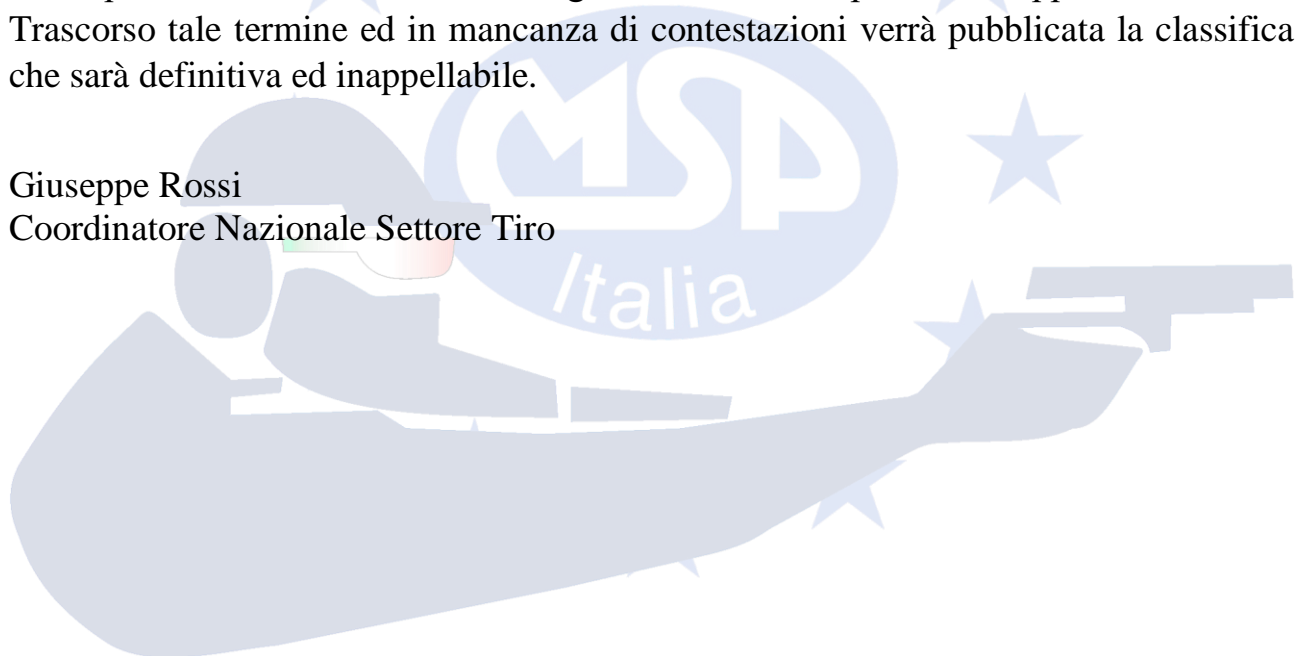 Trascorso tale termine ed in mancanza di contestazioni verrà pubblicata la classifica
che sarà definitiva ed inappellabile.
MSP
Italia
Giuseppe Rossi
Coordinatore Nazionale Settore Tiro